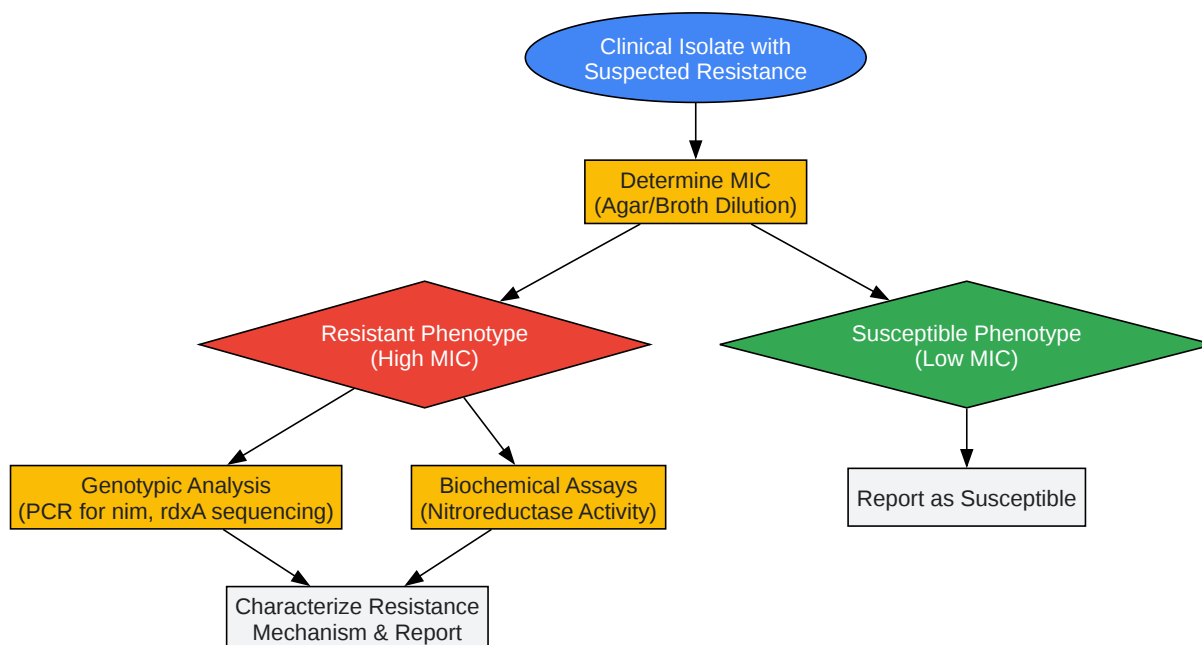 Clinical Isolate with
Suspected Resistance
Determine MIC
(Agar/Broth Dilution)
Resistant Phenotype
(High MIC)
Susceptible Phenotype
(Low MIC)
Genotypic Analysis
(PCR for nim, rdxA sequencing)
Biochemical Assays
(Nitroreductase Activity)
Report as Susceptible
Characterize Resistance
Mechanism & Report